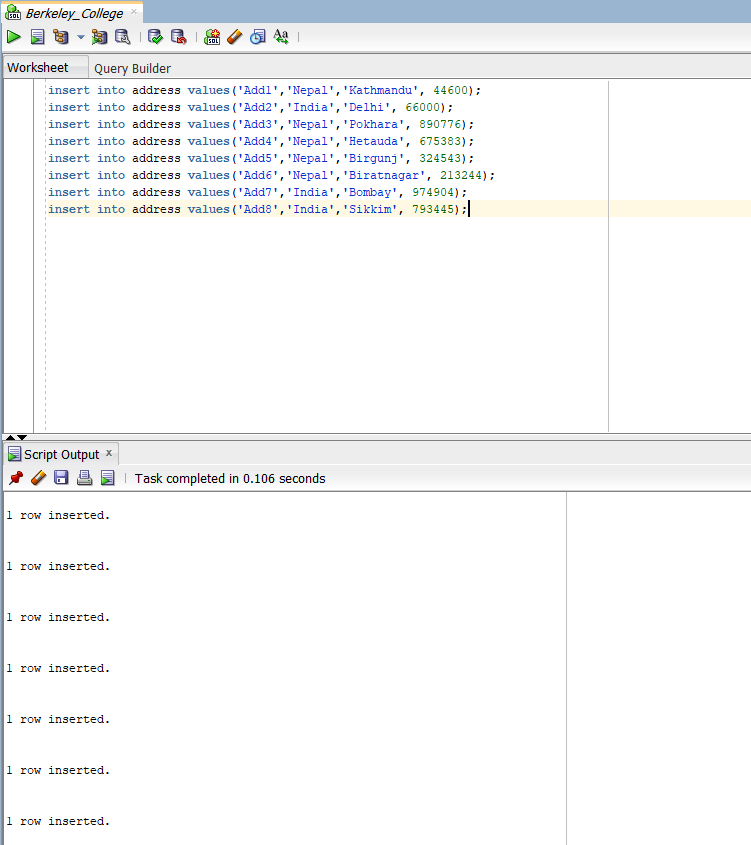 Berkeley_College
Worksheet Query Builder
insert into address values('Add1','Nepal','Kathmandu', 44600);
insert into address values('Add2','India','Delhi', 66000);
insert into address values('Add3','Nepal','Pokhara', 890776);
insert into address values('Add4','Nepal','Hetauda', 675383);
insert into address values('Add5','Nepal','Birgunj', 324543);
insert into address values('Add6','Nepal','Biratnagar', 213244);
insert into address values('Add7','India','Bombay', 974904);
insert into address values('Add8','India','Sikkim', 793445);
Script Output x
Task completed in 0.106 seconds
1 row inserted.
1 row inserted.
1 row inserted.
1 row inserted.
1 row inserted.
1 row inserted.
1 row inserted.